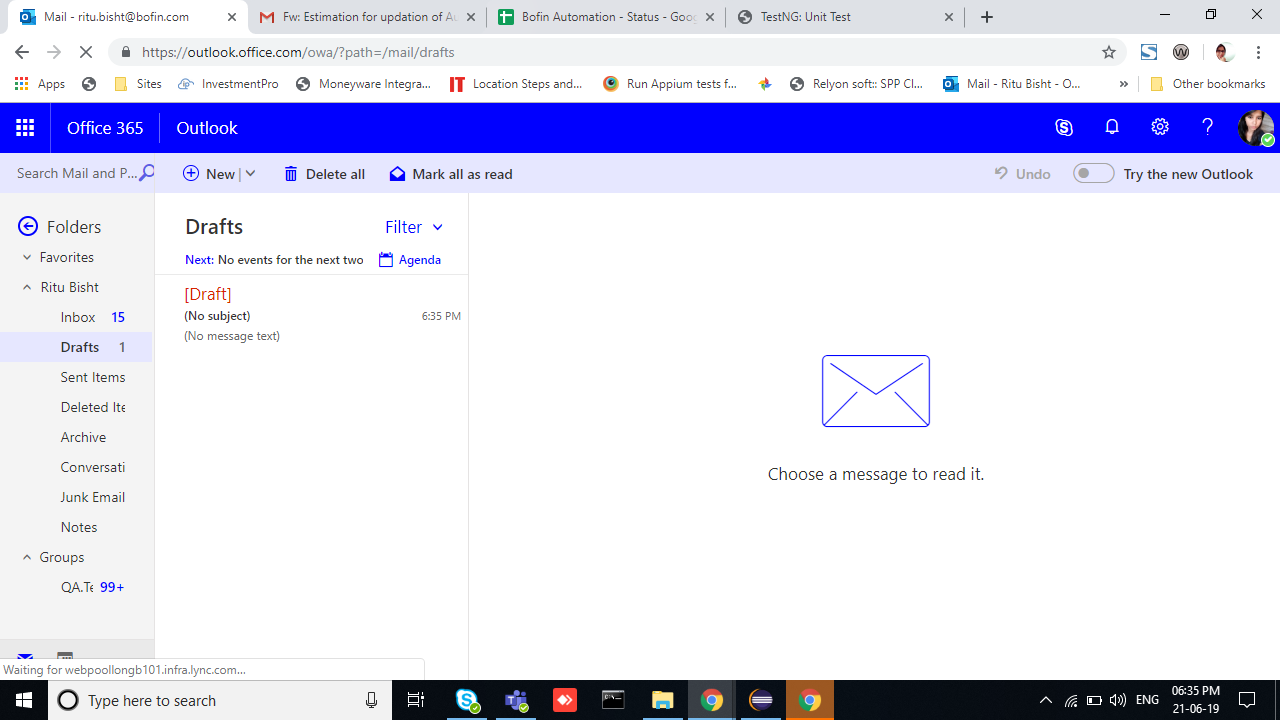 Mail - ritu.bisht@bofin.com
Fw: Estimation for updation of Au
Bofin Automation - Status - Goog
TestNG: Unit Test
https://outlook.office.com/owa/?path=/mail/drafts
Apps
Sites
InvestmentPro
Moneyware Integra...
Location Steps and...
Run Appium tests f...
Relyon soft:: SPP Cl...
Mail - Ritu Bisht - O...
»
Other bookmarks
Office 365
Outlook
Search Mail and P...
New
Delete all
Mark all as read
Undo
Try the new Outlook
Folders
Favorites
Ritu Bisht
Inbox 15
Drafts 1
Sent Items
Deleted Ite
Archive
Conversati
Junk Email
Notes
Groups
QA.Te 99+
Drafts
Filter
Next: No events for the next two
Agenda
[Draft]
(No subject)
6:35 PM
(No message text)
Choose a message to read it.
Waiting for webpoollongb101.infra.lync.com...
Type here to search
ENG
06:35 PM
21-06-19